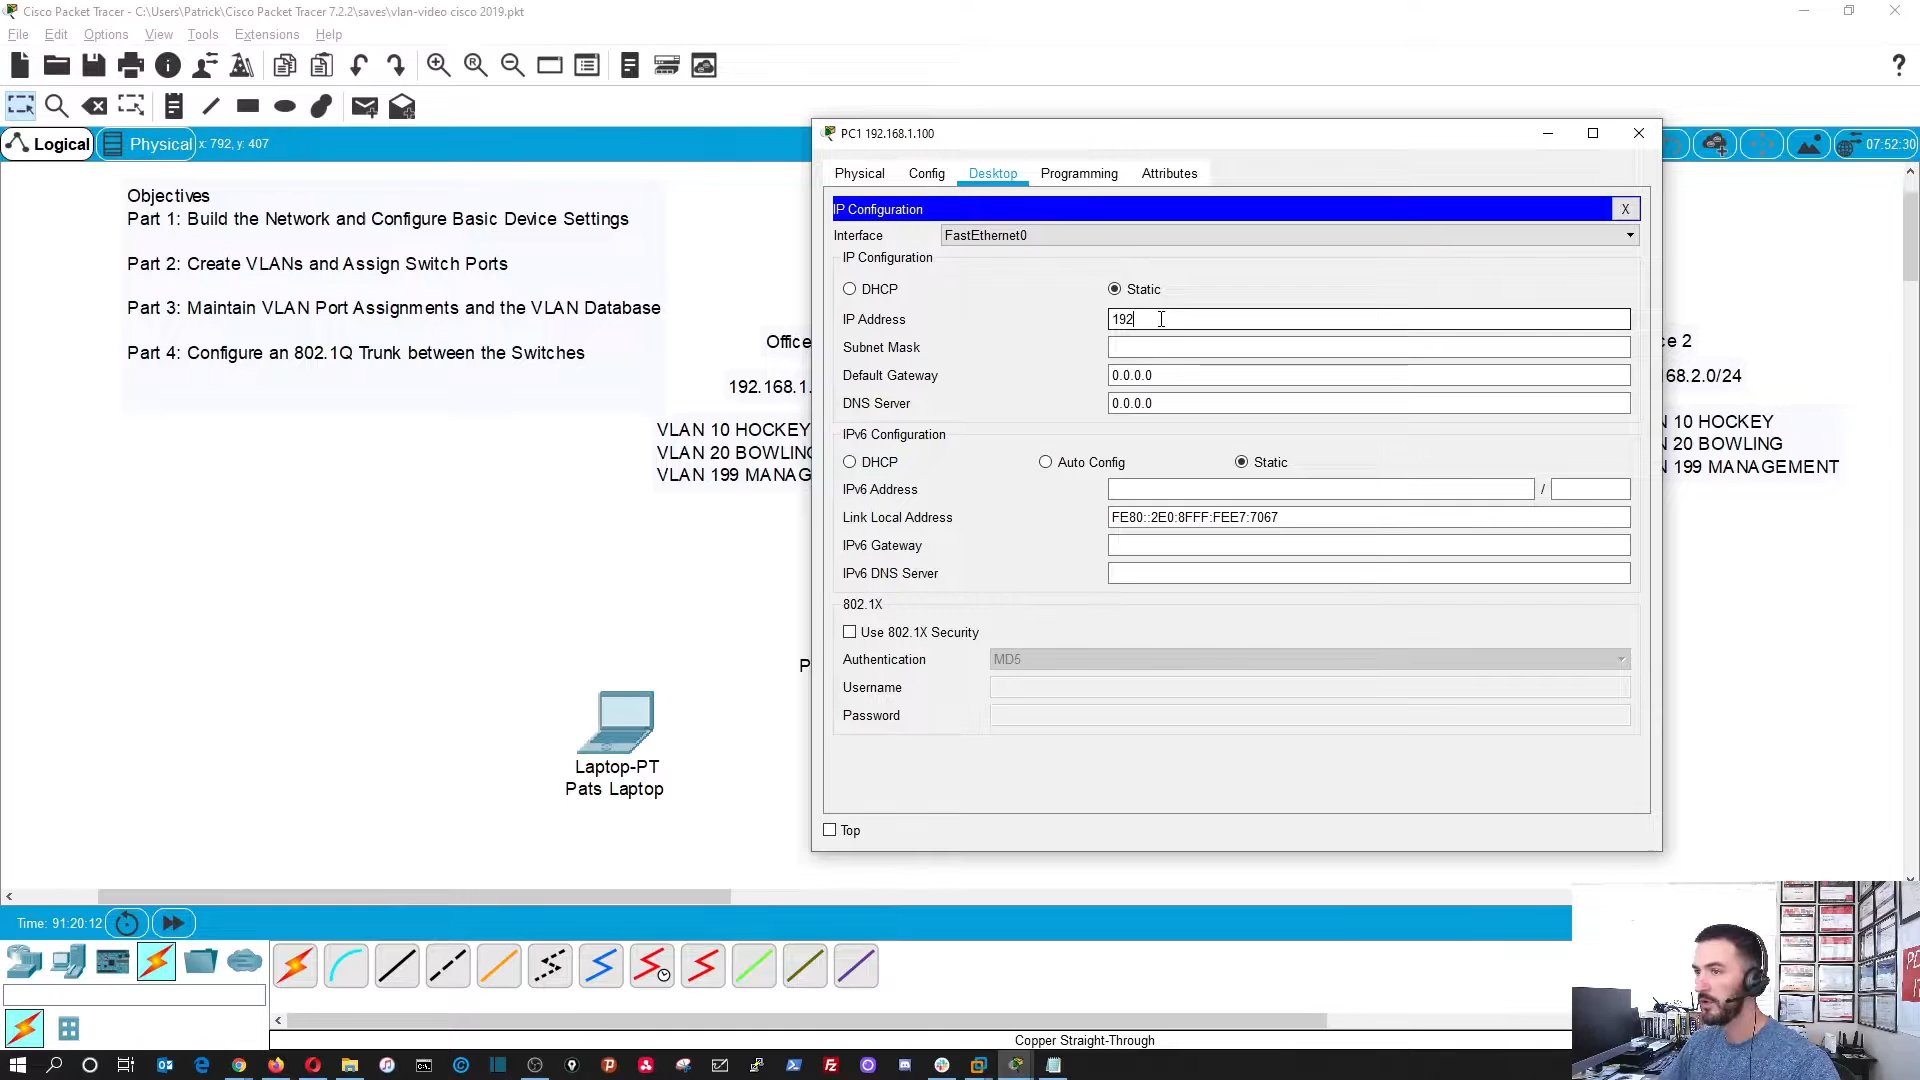 Cisco Packet Tracer - C:\Users\Patrick\Cisco Packet Tracer 7.2.2\saves\vlan-video cisco 2019.pkt
File Edit Options View Tools Extensions Help
Logical Physical x: 792, y: 407
07:52:30
Objectives
Part 1: Build the Network and Configure Basic Device Settings
Part 2: Create VLANs and Assign Switch Ports
Part 3: Maintain VLAN Port Assignments and the VLAN Database
Part 4: Configure an 802.1Q Trunk between the Switches
Office
192.168.1.
VLAN 10 HOCKEY
VLAN 20 BOWLING
VLAN 199 MANAG
PC1 192.168.1.100
Physical Config Desktop Programming Attributes
IP Configuration X
Interface FastEthernet0
IP Configuration
DHCP Static
IP Address 192
Subnet Mask
Default Gateway 0.0.0.0
DNS Server 0.0.0.0
IPv6 Configuration
DHCP Auto Config Static
IPv6 Address /
Link Local Address FE80::2E0:8FFF:FEE7:7067
IPv6 Gateway
IPv6 DNS Server
802.1X
Use 802.1X Security
Authentication MD5
Username
Password
Top
ce 2
68.2.0/24
10 HOCKEY
20 BOWLING
199 MANAGEMENT
P
Laptop-PT
Pats Laptop
Time: 91:20:12
Copper Straight-Through